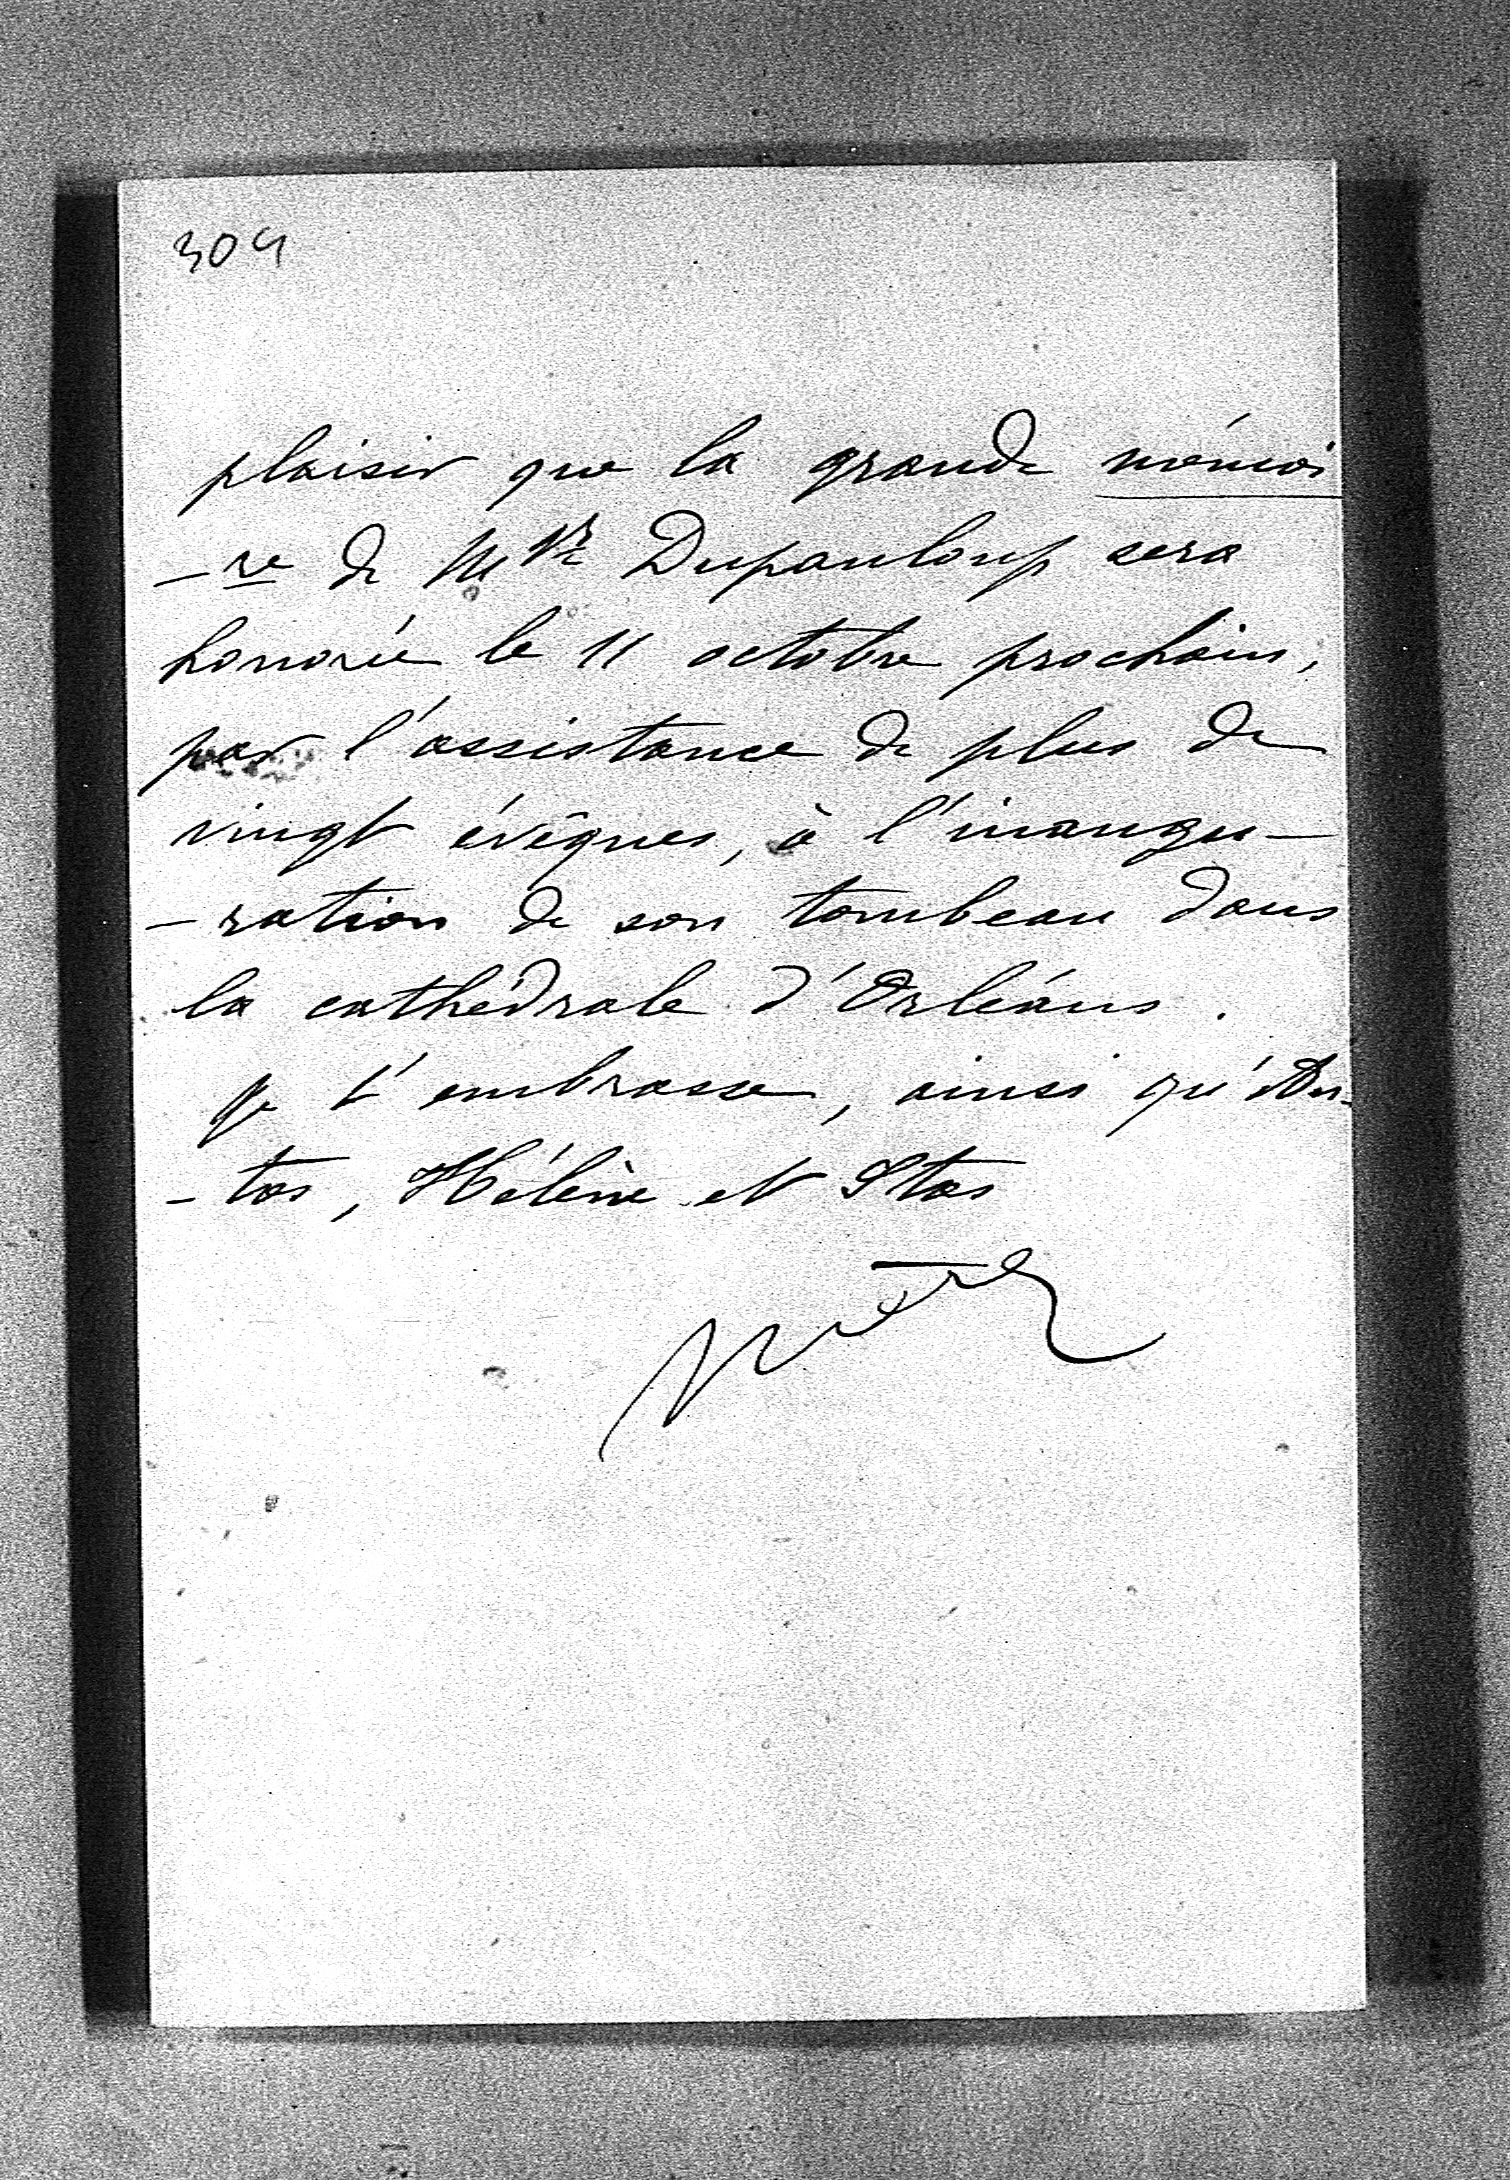 304
plaisir que la grande mémoi
-re de Mgr Dupanloup sera
honorée le 11 octobre prochain,
par l'assistance de plus de
vingt évêques, à l'inaugu-
-ration de son tombeau dans
la cathédrale d'Orléans.
Je t'embrasse, ainsi qu'An-
-tos, Hélène et Stas